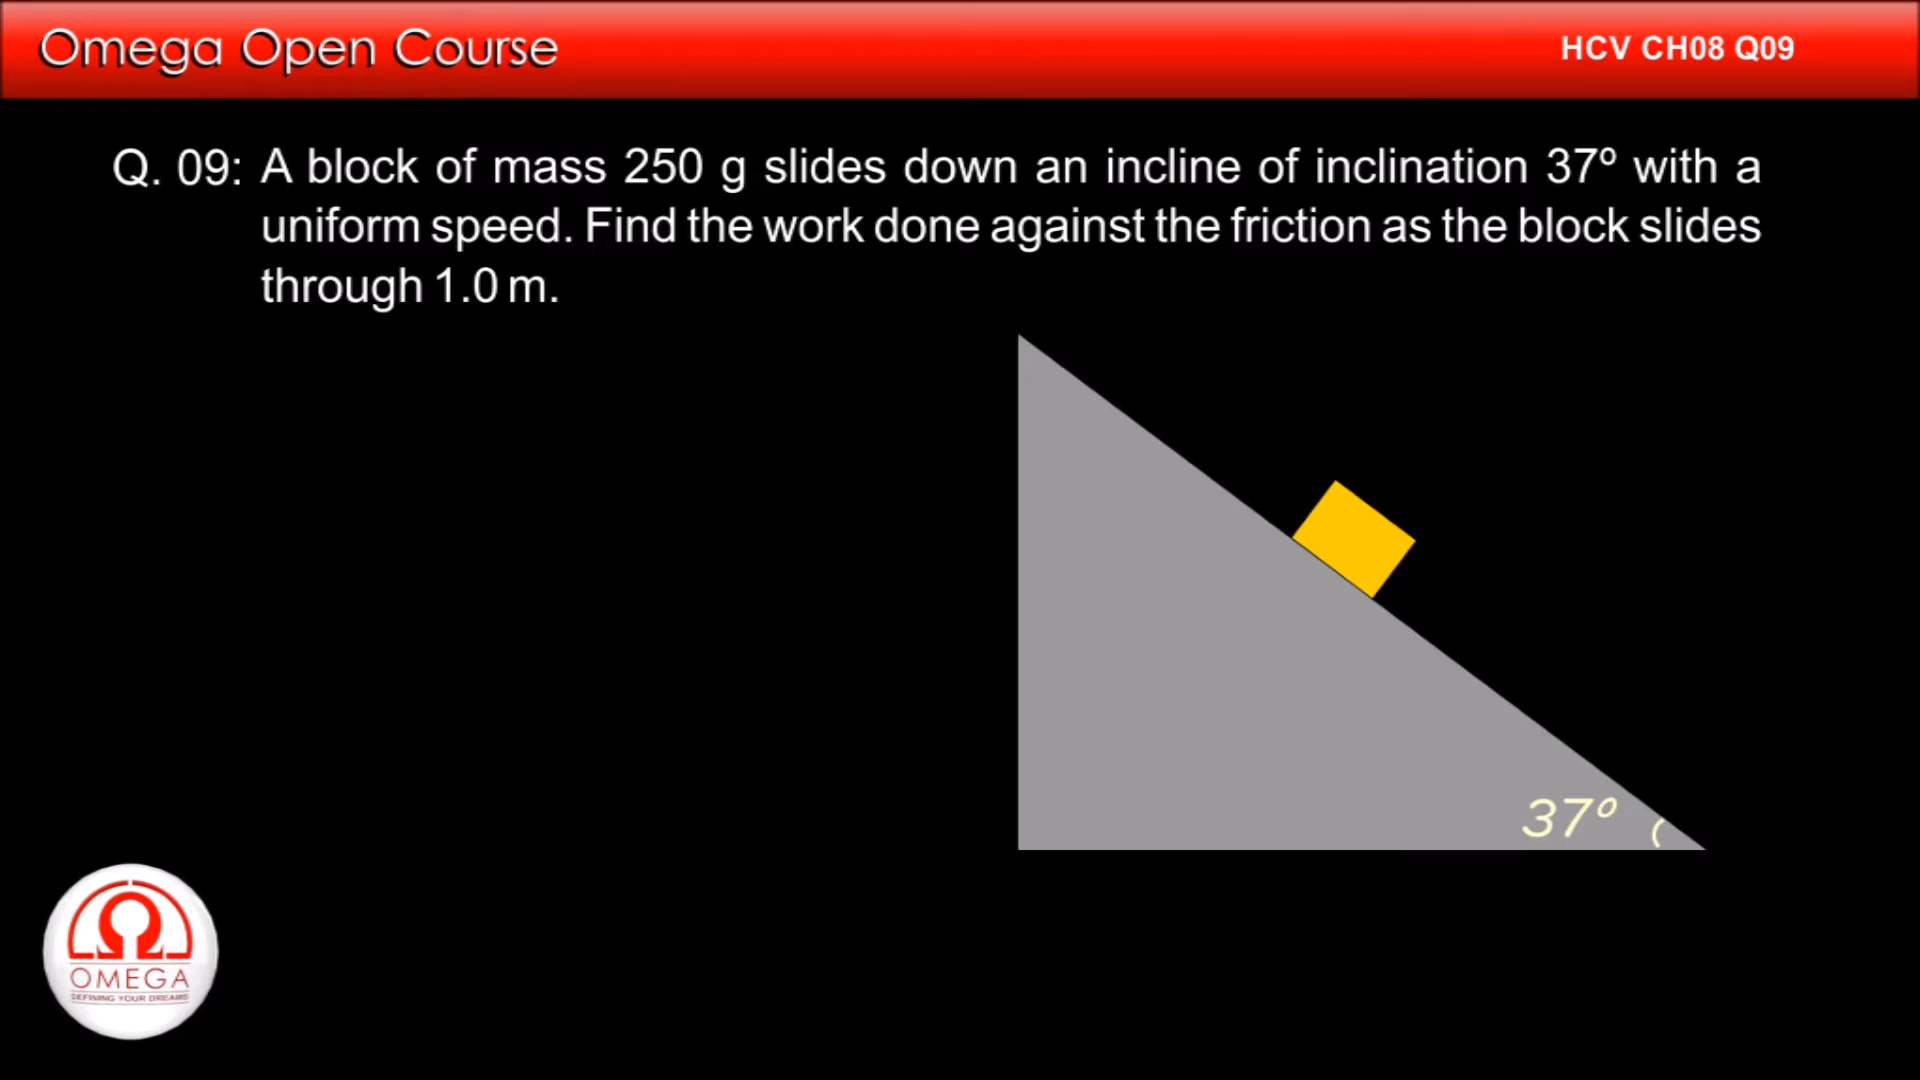 Omega Open Course
HCV CH08 Q09
Q. 09: A block of mass 250 g slides down an incline of inclination 37º with a
uniform speed. Find the work done against the friction as the block slides
through 1.0 m.
37º
OMEGA
DEFINING YOUR DREAMS